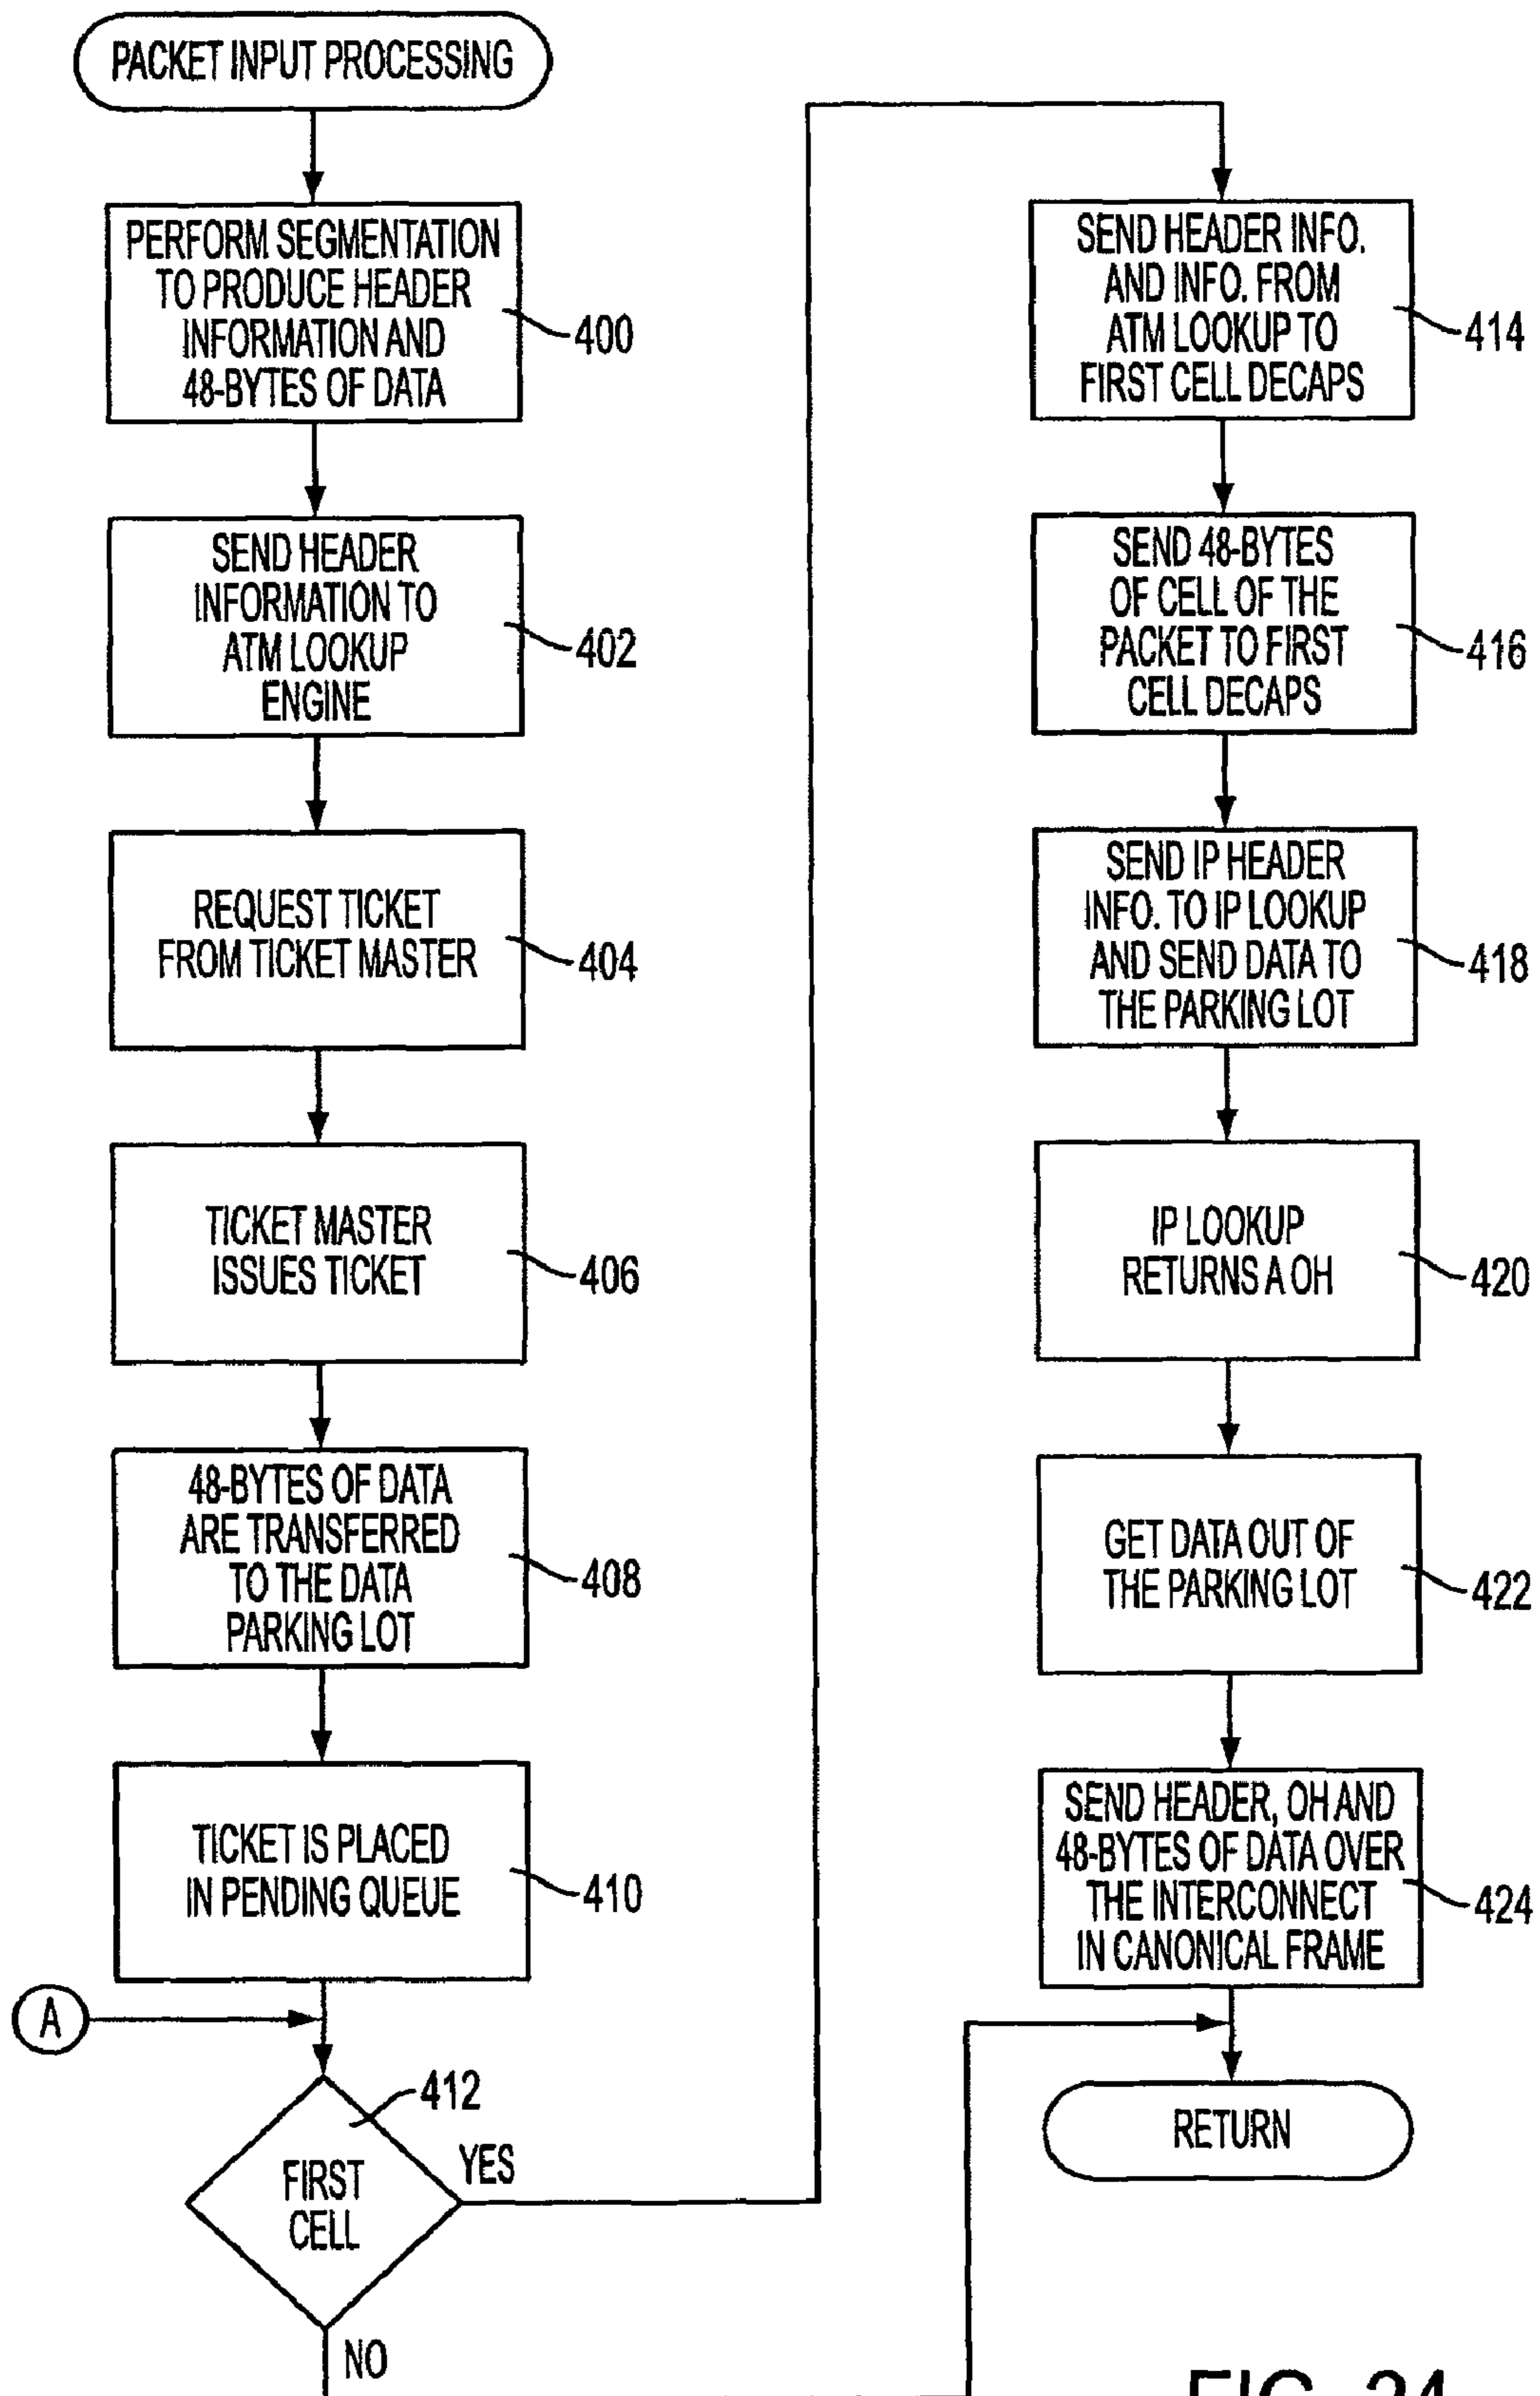 PACKET INPUT PROCESSING
PERFORM SEGMENTATION
TO PRODUCE HEADER
INFORMATION AND
48-BYTES OF DATA
400
SEND HEADER
INFORMATION TO
ATM LOOKUP
ENGINE
402
REQUEST TICKET
FROM TICKET MASTER
404
TICKET MASTER
ISSUES TICKET
406
48-BYTES OF DATA
ARE TRANSFERRED
TO THE DATA
PARKING LOT
408
TICKET IS PLACED
IN PENDING QUEUE
410
A
412
FIRST
CELL
YES
NO
SEND HEADER INFO.
AND INFO. FROM
ATM LOOKUP TO
FIRST CELL DECAPS
414
SEND 48-BYTES
OF CELL OF THE
PACKET TO FIRST
CELL DECAPS
416
SEND IP HEADER
INFO. TO IP LOOKUP
AND SEND DATA TO
THE PARKING LOT
418
IP LOOKUP
RETURNS A OH
420
GET DATA OUT OF
THE PARKING LOT
422
SEND HEADER, OH AND
48-BYTES OF DATA OVER
THE INTERCONNECT
IN CANONICAL FRAME
424
RETURN
FIG. 24